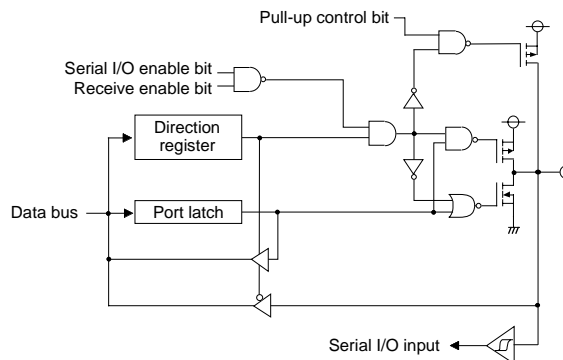 Pull-up control bit
Serial I/O enable bit
Receive enable bit
Direction
register
Data bus
Port latch
Serial I/O input